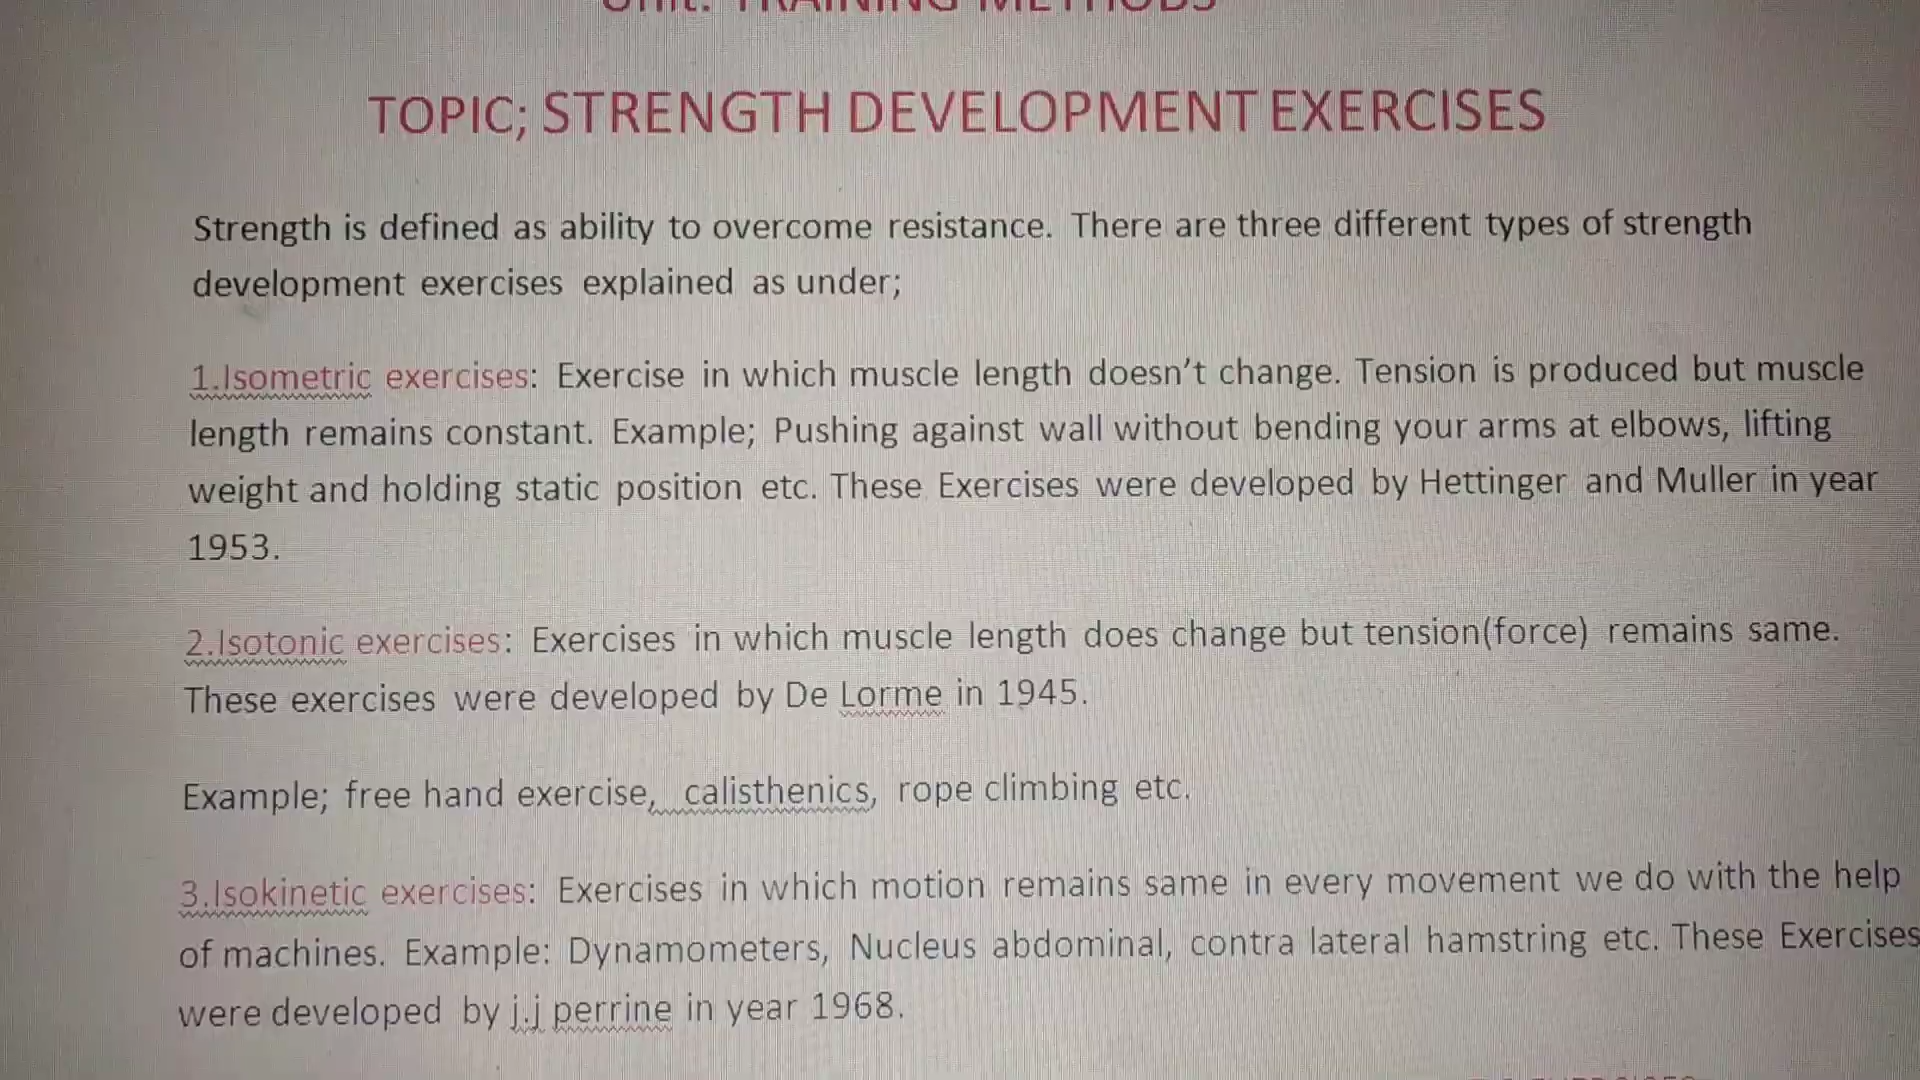 Unit: TRAINING METHODS
TOPIC; STRENGTH DEVELOPMENT EXERCISES
Strength is defined as ability to overcome resistance. There are three different types of strength
development exercises explained as under;
1.Isometric exercises: Exercise in which muscle length doesn't change. Tension is produced but muscle
length remains constant. Example; Pushing against wall without bending your arms at elbows, lifting
weight and holding static position etc. These Exercises were developed by Hettinger and Muller in year
1953.
2.Isotonic exercises: Exercises in which muscle length does change but tension(force) remains same.
These exercises were developed by De Lorme in 1945.
Example; free hand exercise, calisthenics, rope climbing etc.
3.Isokinetic exercises: Exercises in which motion remains same in every movement we do with the help
of machines. Example: Dynamometers, Nucleus abdominal, contra lateral hamstring etc. These Exercises
were developed by j.j perrine in year 1968.